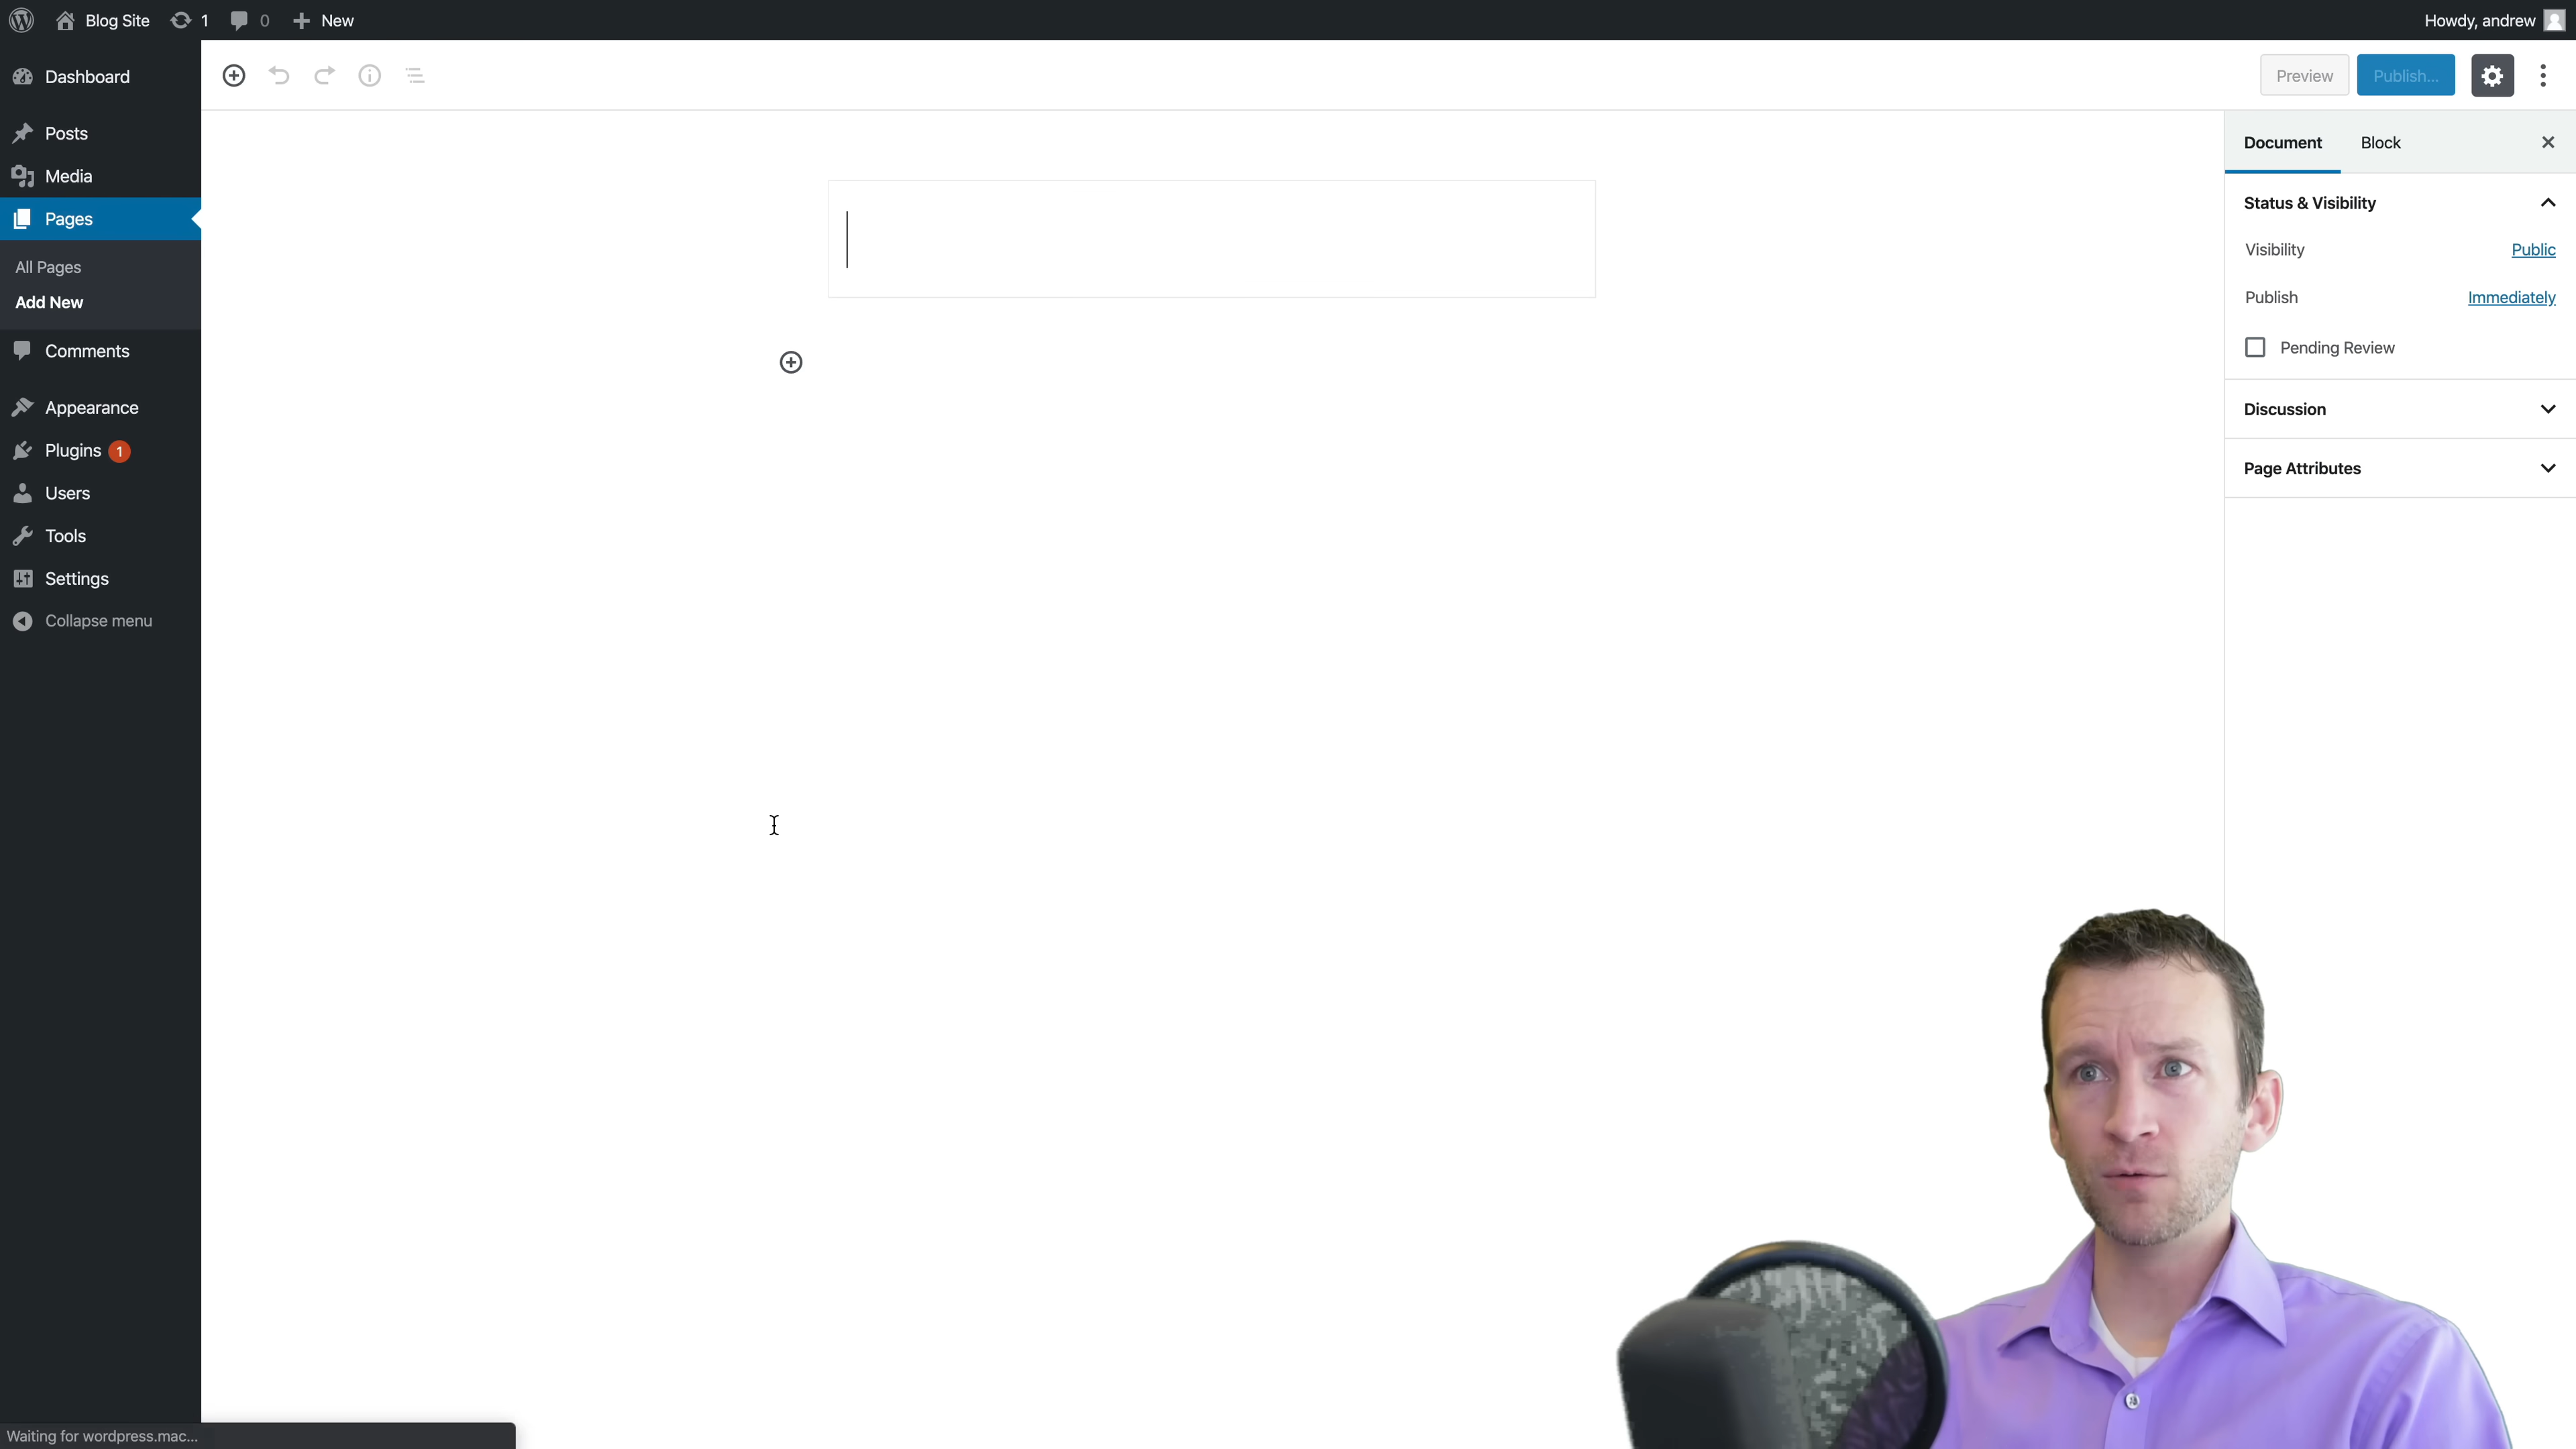 Blog Site 1 0 New Howdy, andrew
Dashboard
Posts
Media
Pages
All Pages
Add New
Comments
Appearance
Plugins 1
Users
Tools
Settings
Collapse menu
Preview Publish...
Document Block
Status & Visibility
Visibility Public
Publish Immediately
Pending Review
Discussion
Page Attributes
Waiting for wordpress.mac...